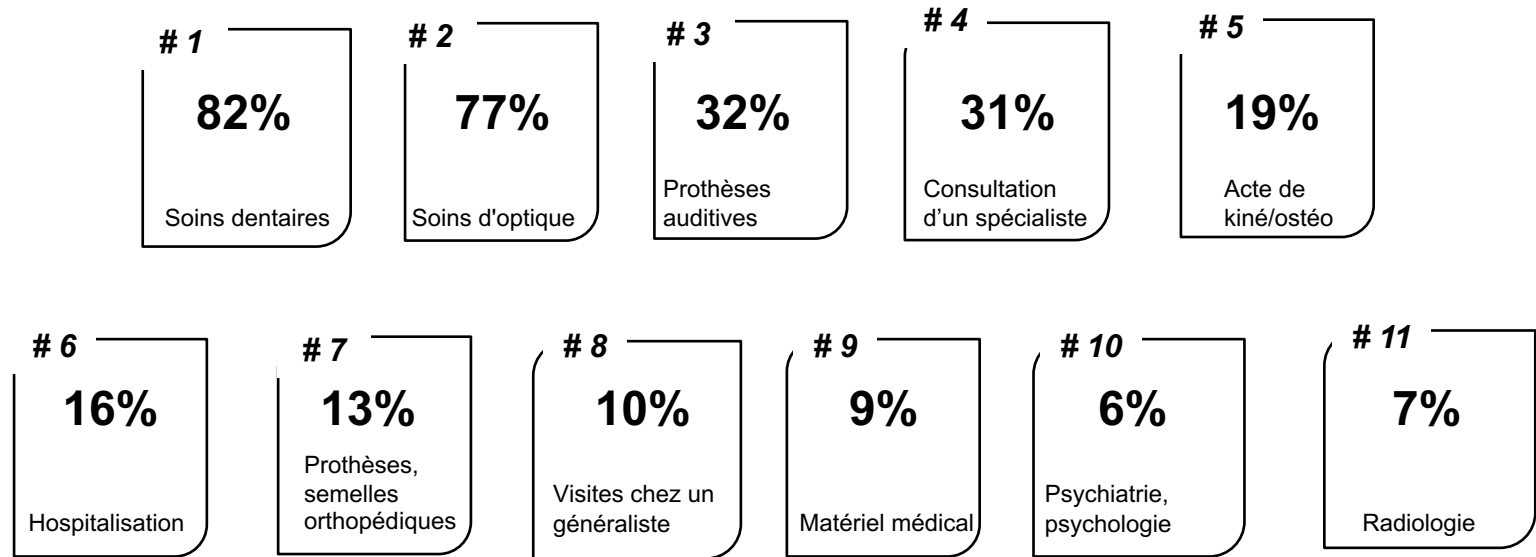 # 1
82%
Soins dentaires
# 2
77%
Soins d'optique
# 3
32%
Prothèses
auditives
# 4
31%
Consultation
d’un spécialiste
# 5
19%
Acte de
kiné/ostéo
# 6
16%
Hospitalisation
# 7
13%
Prothèses,
semelles
orthopédiques
# 8
10%
Visites chez un
généraliste
# 9
9%
Matériel médical
# 10
6%
Psychiatrie,
psychologie
# 11
7%
Radiologie